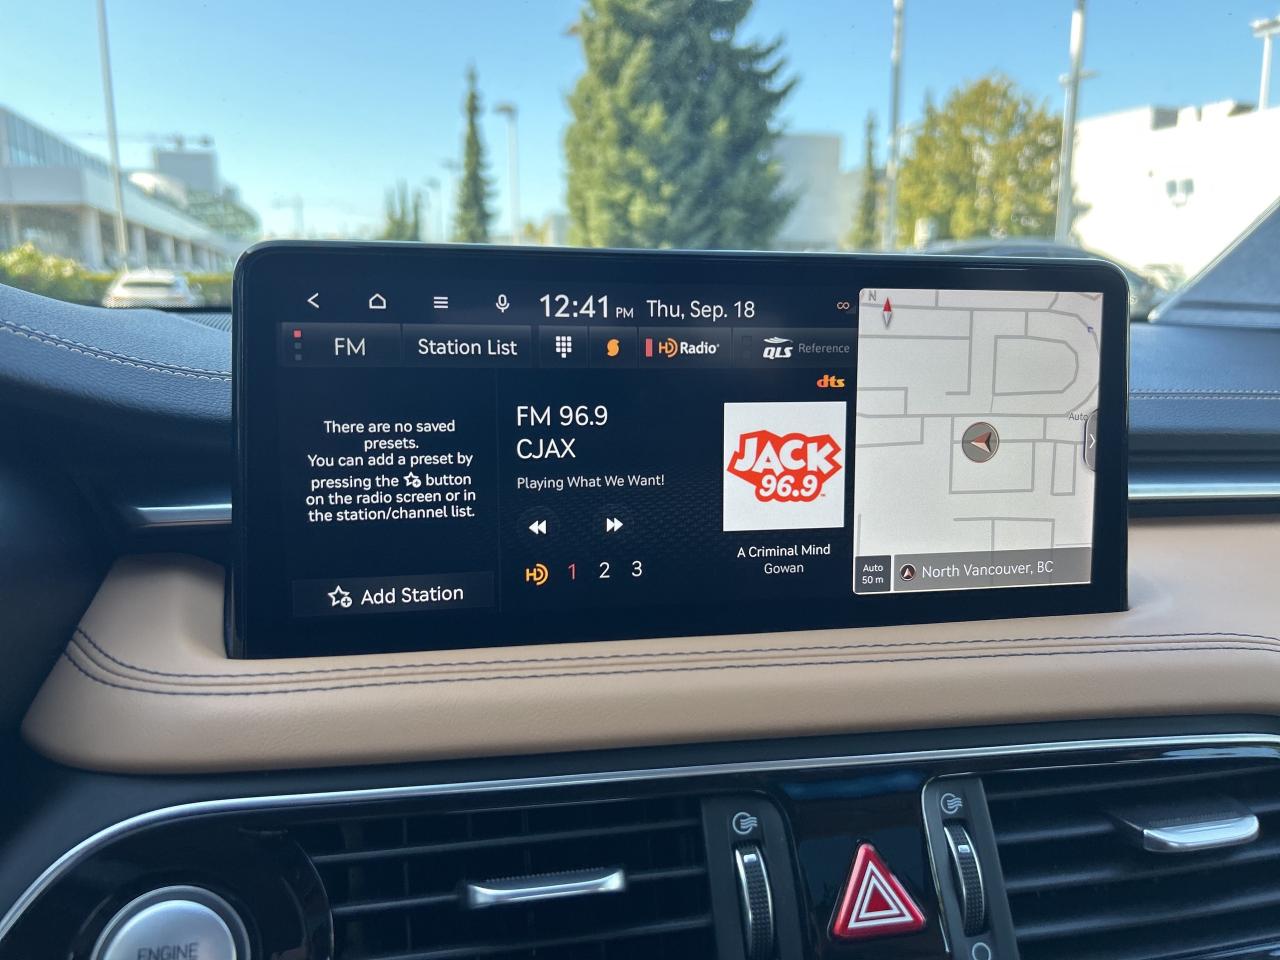 12:41 PM Thu, Sep. 18
FM
Station List
HD Radio
QLS Reference
dts
There are no saved
presets.
You can add a preset by
pressing the button
on the radio screen or in
the station/channel list.
Add Station
FM 96.9
CJAX
Playing What We Want!
HD 1 2 3
JACK
96.9
A Criminal Mind
Gowan
N
Auto
Auto
50 m
North Vancouver, BC
ENGINE